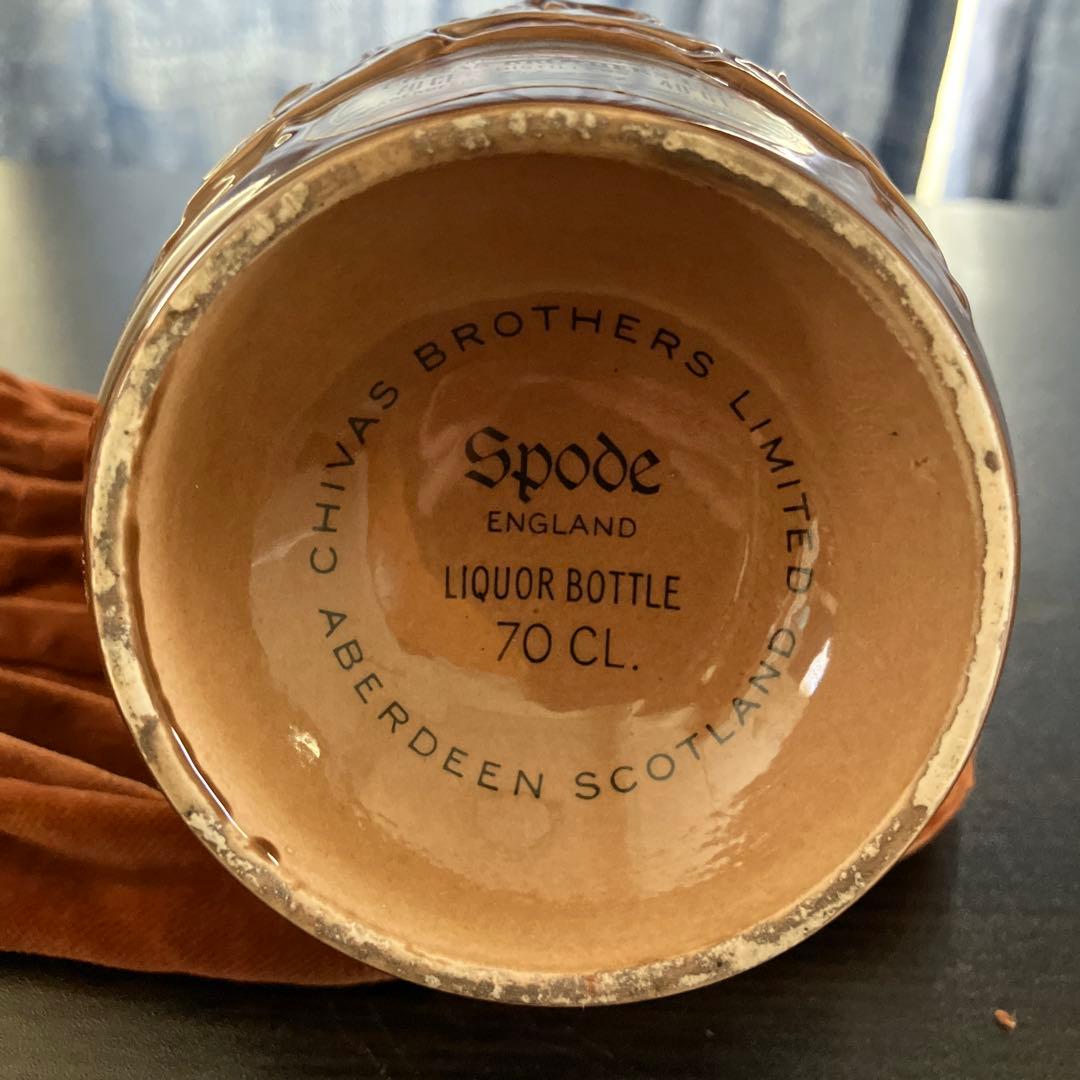 CHIVAS BROTHERS LIMITED
Spode
ENGLAND
LIQUOR BOTTLE
70 CL.
ABERDEEN SCOTLAND